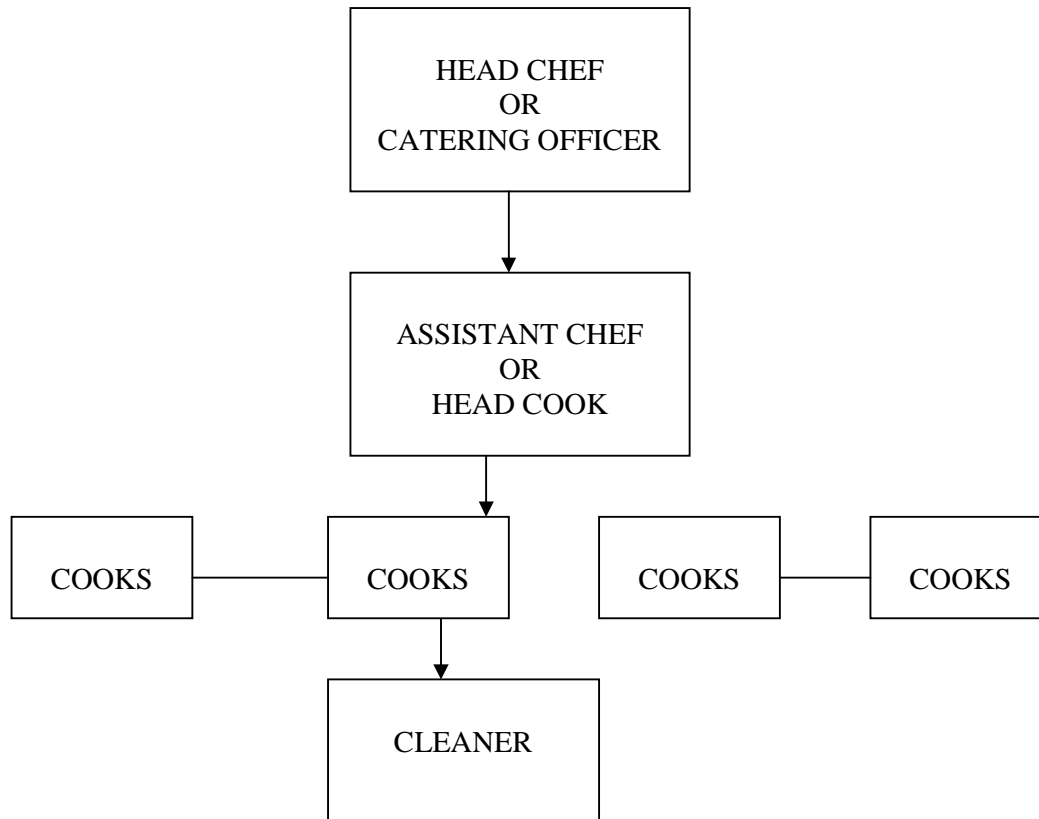 HEAD CHEF
OR
CATERING OFFICER
ASSISTANT CHEF
OR
HEAD COOK
COOKS
COOKS
COOKS
COOKS
CLEANER